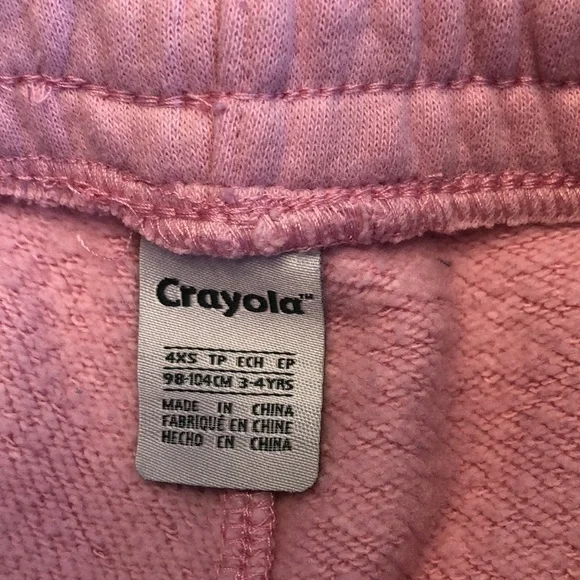 Crayola™
4XS TP ECH EP
98-104CM 3-4YRS
MADE IN CHINA
FABRIQUÉ EN CHINE
HECHO EN CHINA